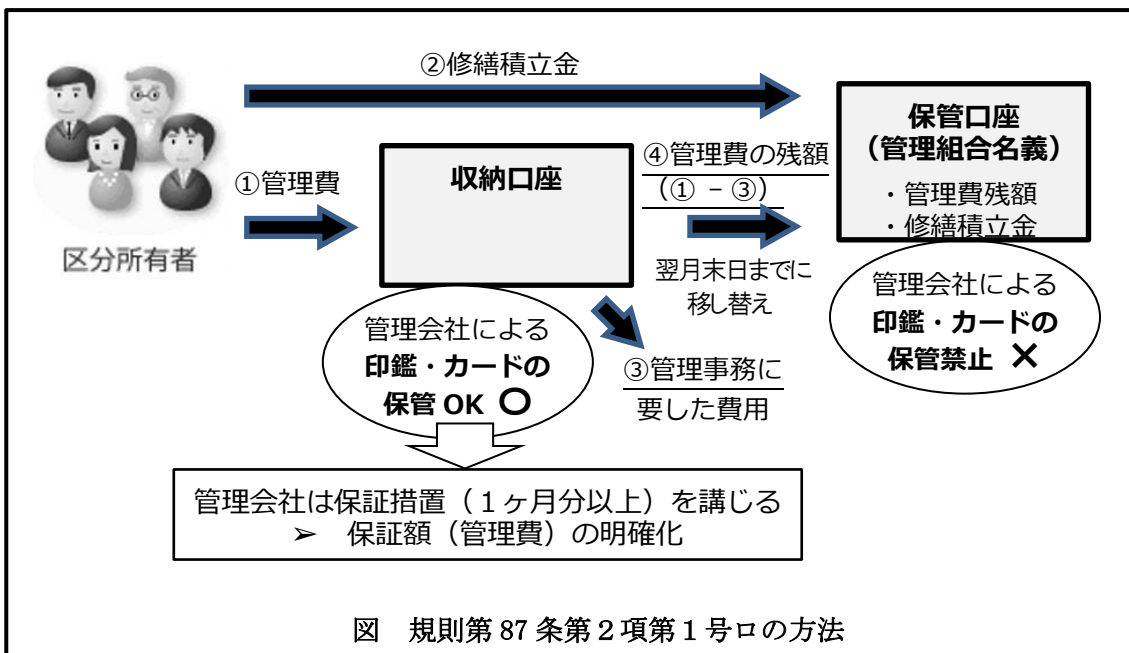 ②修繕積立金
保管口座
（管理組合名義）
・管理費残額
・修繕積立金
①管理費
収納口座
④管理費の残額
（① － ③）
翌月末日までに
移し替え
区分所有者
管理会社による
印鑑・カードの
保管 OK 〇
③管理事務に
要した費用
管理会社による
印鑑・カードの
保管禁止 ×
管理会社は保証措置（１ヶ月分以上）を講じる
➢ 保証額（管理費）の明確化
図　規則第 87 条第２項第１号ロの方法